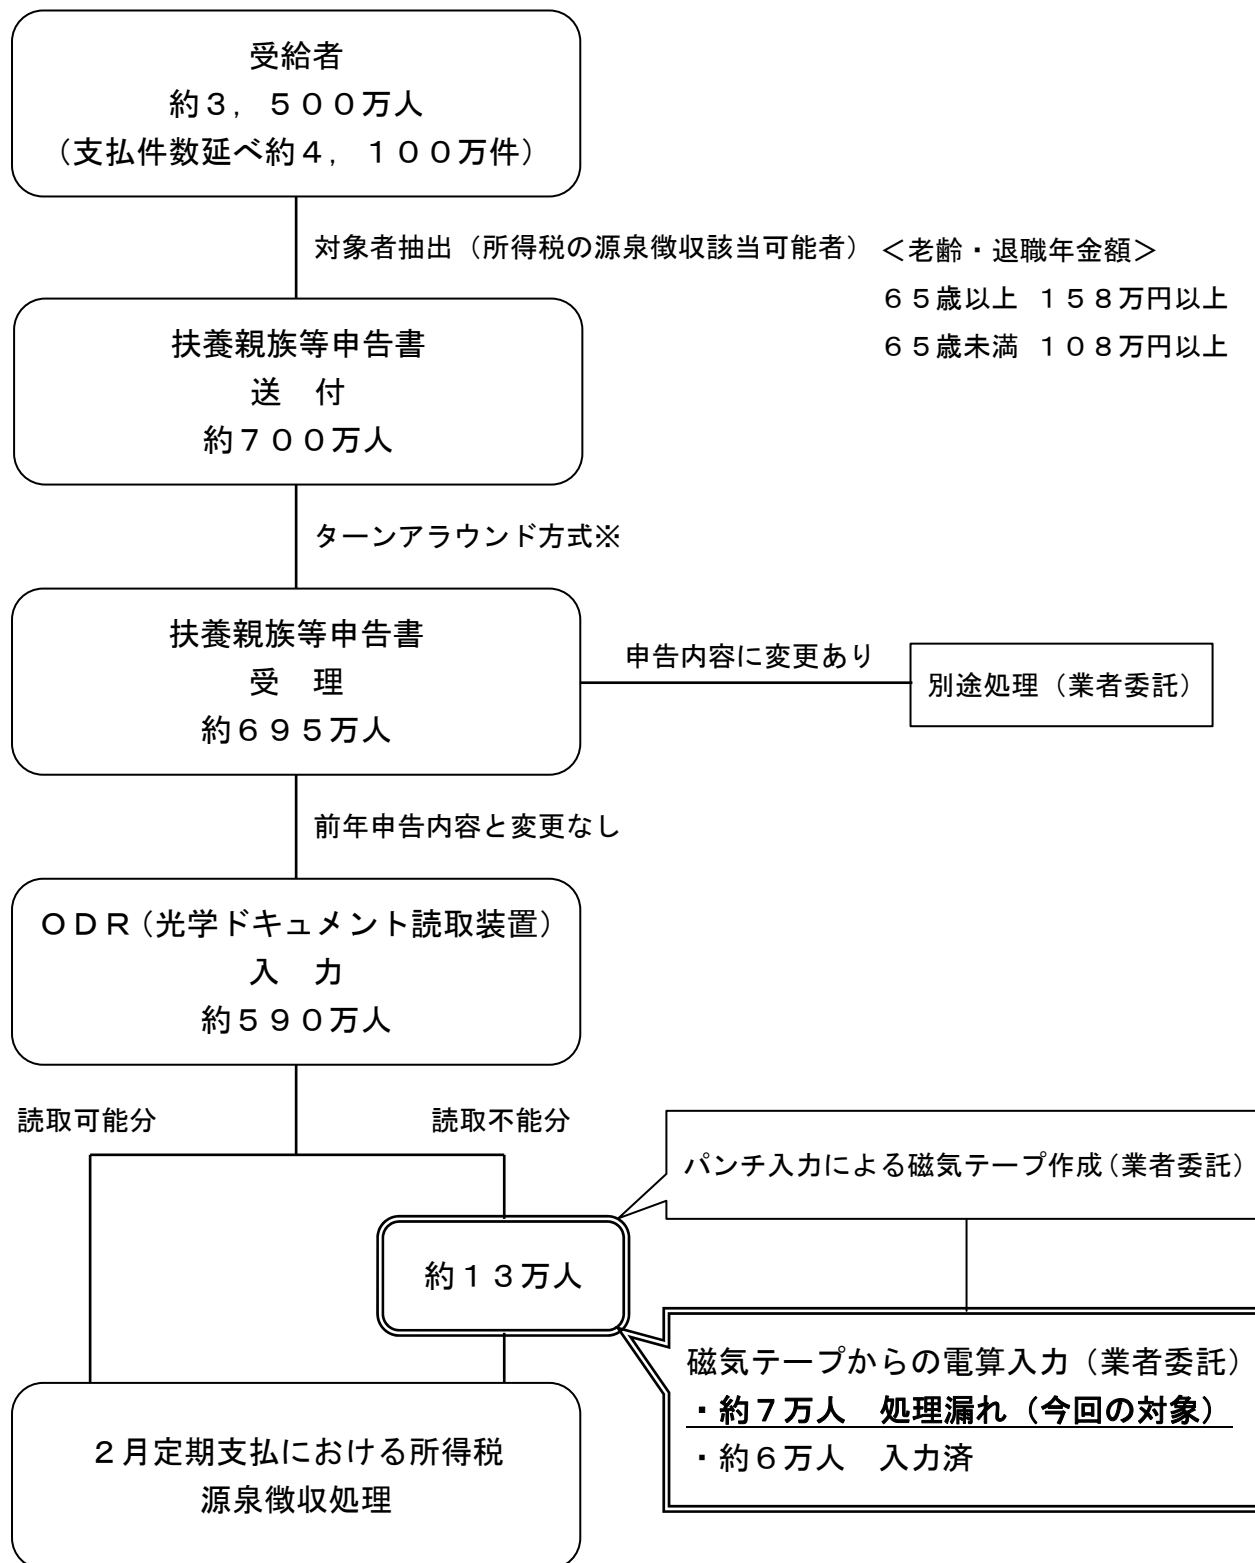 受給者
約３，５００万人
（支払件数延べ約４，１００万件）
対象者抽出（所得税の源泉徴収該当可能者）
＜老齢・退職年金額＞
６５歳以上　１５８万円以上
６５歳未満　１０８万円以上
扶養親族等申告書
送　付
約７００万人
ターンアラウンド方式※
扶養親族等申告書
受　理
約６９５万人
申告内容に変更あり
別途処理（業者委託）
前年申告内容と変更なし
ＯＤＲ（光学ドキュメント読取装置）
入　力
約５９０万人
読取可能分
読取不能分
パンチ入力による磁気テープ作成（業者委託）
約１３万人
磁気テープからの電算入力（業者委託）
・約７万人　処理漏れ（今回の対象）
・約６万人　入力済
２月定期支払における所得税
源泉徴収処理